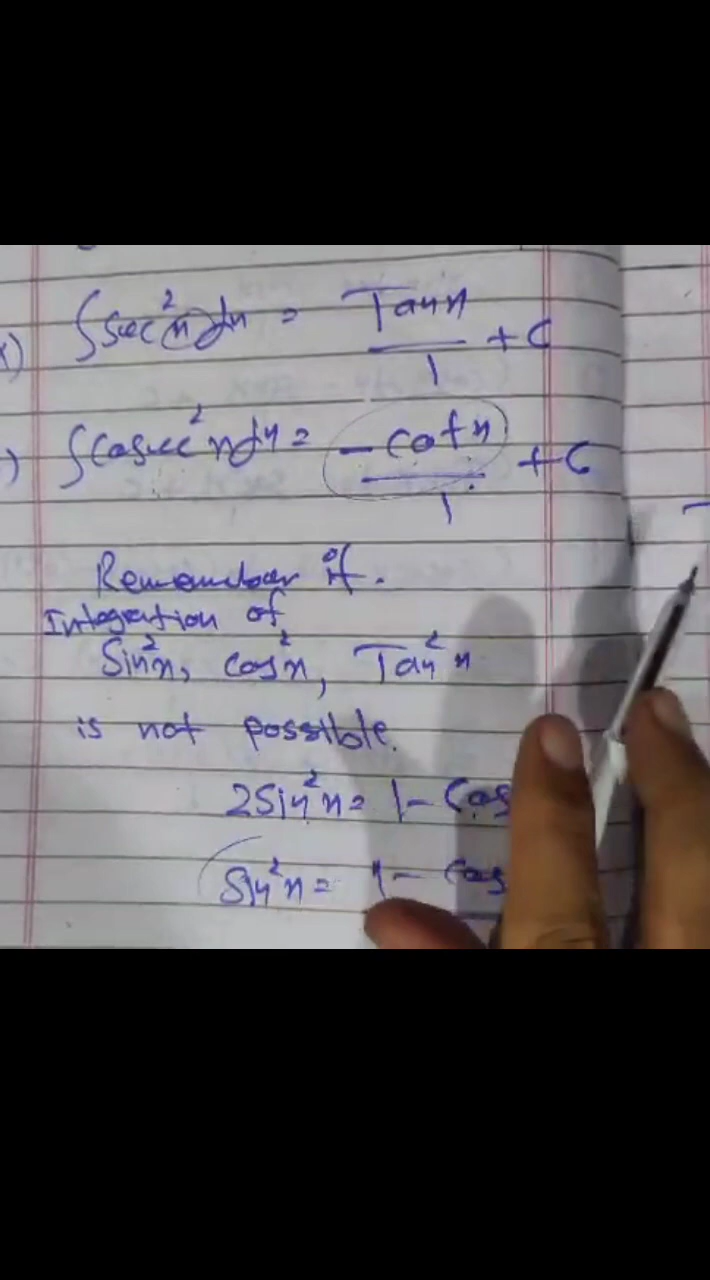 ∫sec²x dx = Tanx/1 + C
∫cosec²x dx = -cotx/1 + C
Remember if.
Integration of
Sin²x, cos²x, Tan²x
is not possible.
2Sin²x = 1 - Cos
Sin²x = 1 - cos